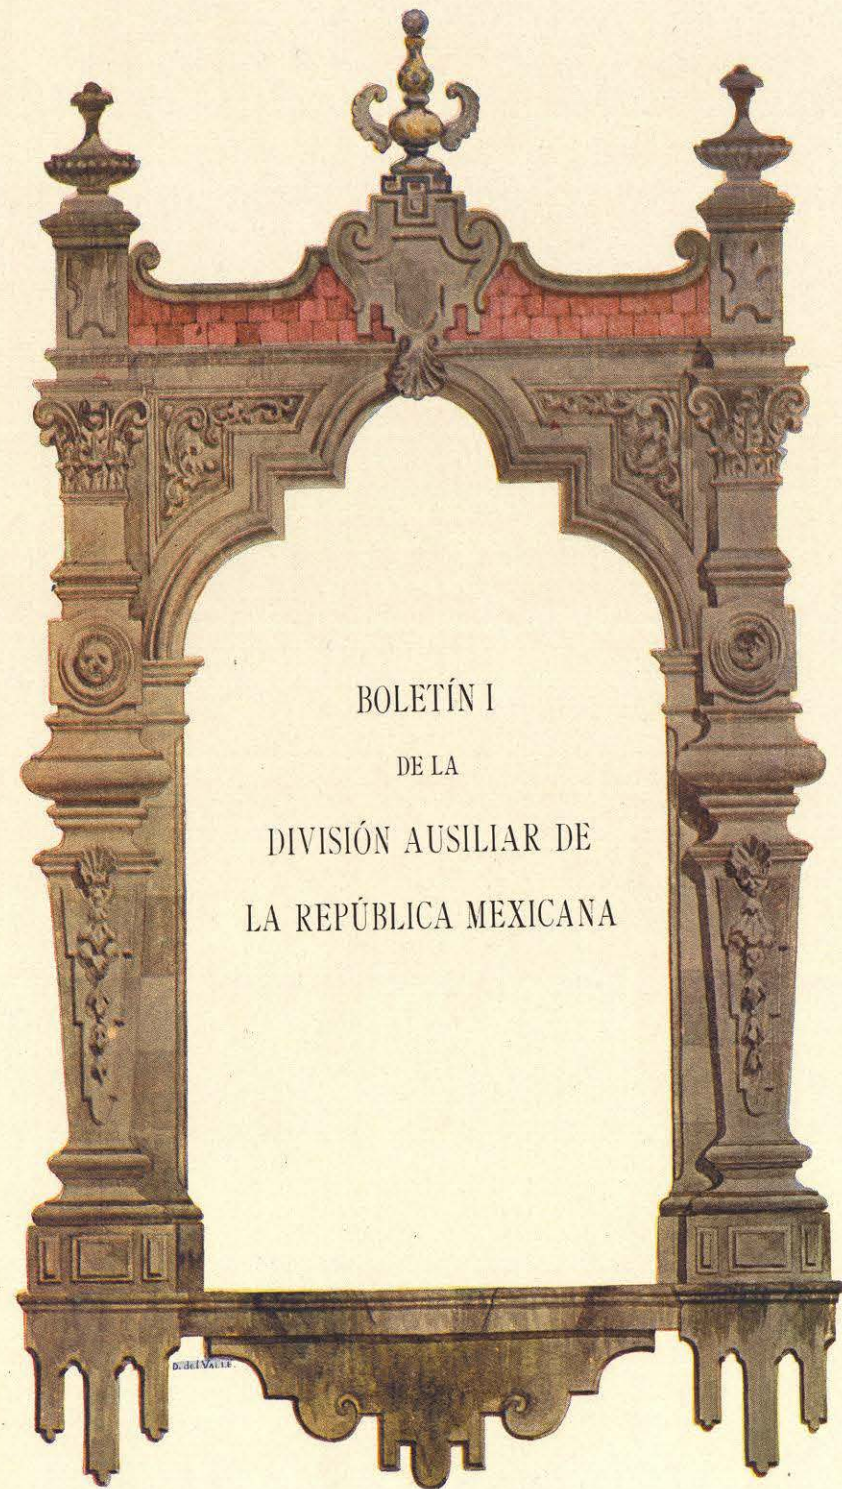 BOLETÍN I
DE LA
DIVISIÓN AUSILIAR DE
LA REPÚBLICA MEXICANA
D. del VALLE.